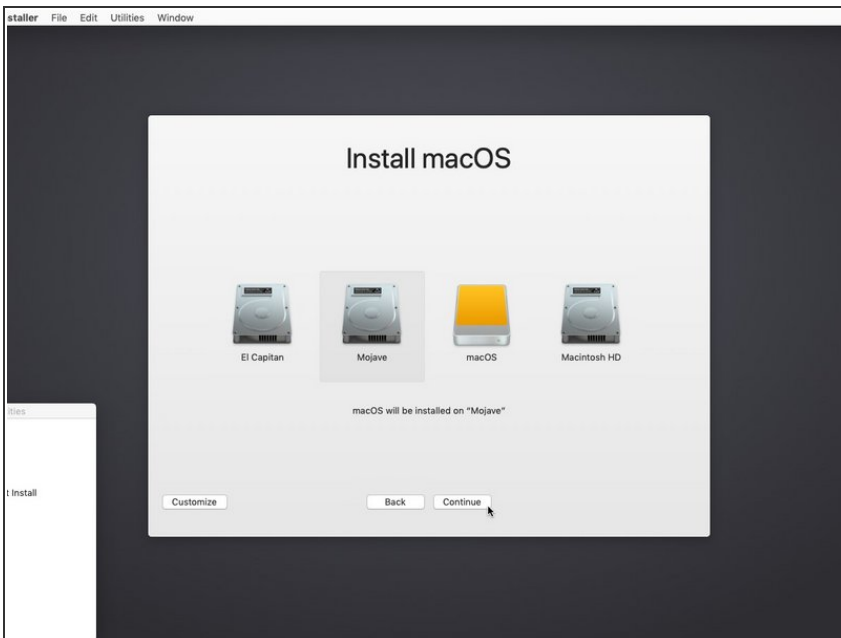 staller File Edit Utilities Window
Install macOS
El Capitan Mojave macOS Macintosh HD
ities
macOS will be installed on “Mojave”
t Install
Customize Back Continue